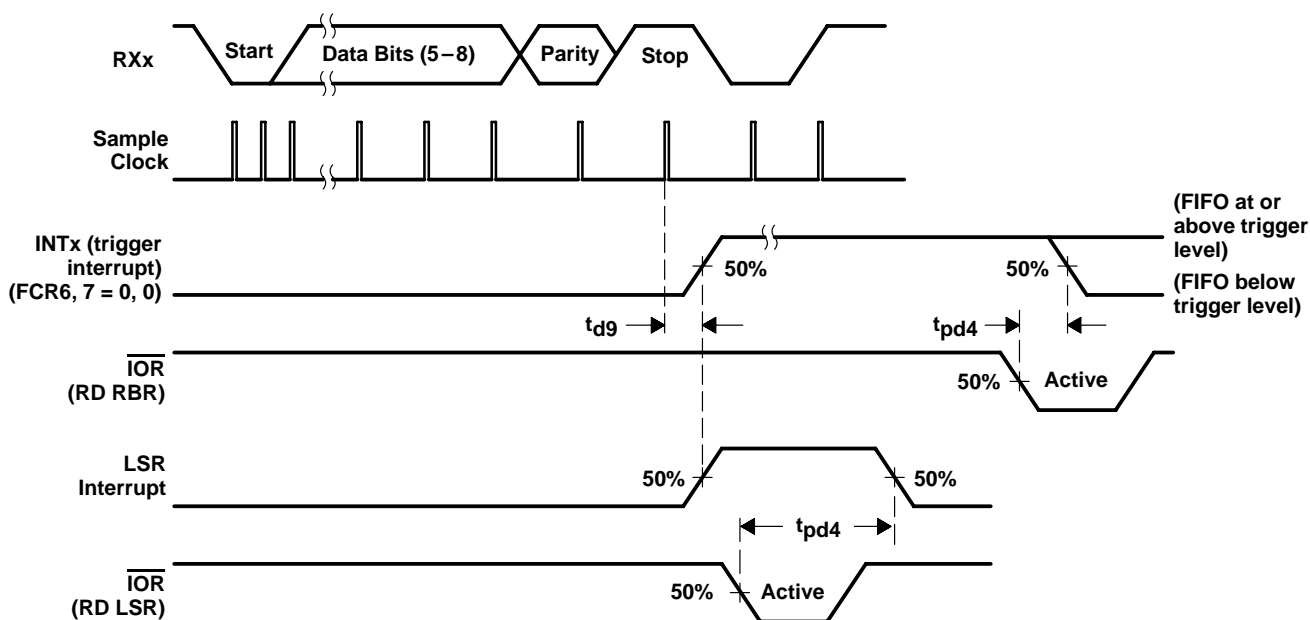 RXx
Start
Data Bits (5–8)
Parity
Stop
Sample
Clock
INTx (trigger
interrupt)
(FCR6, 7 = 0, 0)
50%
50%
(FIFO at or
above trigger
level)
(FIFO below
trigger level)
td9
tpd4
IOR
(RD RBR)
50%
Active
LSR
Interrupt
50%
50%
tpd4
IOR
(RD LSR)
50%
Active